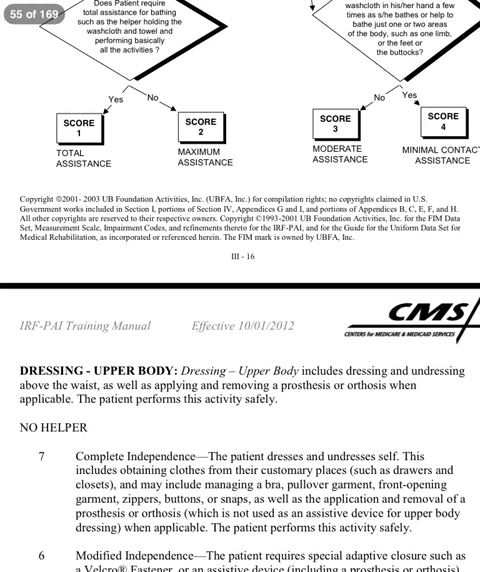 55 of 169
Does Patient require
total assistance for bathing
such as the helper holding the
washcloth and towel and
performing basically
all the activities ?
washcloth in his/her hand a few
times as s/he bathes or help to
bathe just one or two areas
of the body, such as one limb,
or the feet or
the buttocks?
Yes
No
No
Yes
SCORE
1
SCORE
2
SCORE
3
SCORE
4
TOTAL
ASSISTANCE
MAXIMUM
ASSISTANCE
MODERATE
ASSISTANCE
MINIMAL CONTACT
ASSISTANCE
Copyright ©2001- 2003 UB Foundation Activities, Inc. (UBFA, Inc.) for compilation rights; no copyrights claimed in U.S.
Government works included in Section I, portions of Section IV, Appendices G and I, and portions of Appendices B, C, E, F, and H.
All other copyrights are reserved to their respective owners. Copyright ©1993-2001 UB Foundation Activities, Inc. for the FIM Data
Set, Measurement Scale, Impairment Codes, and refinements thereto for the IRF-PAI, and for the Guide for the Uniform Data Set for
Medical Rehabilitation, as incorporated or referenced herein. The FIM mark is owned by UBFA, Inc.
III - 16
IRF-PAI Training Manual Effective 10/01/2012
CMS
CENTERS for MEDICARE & MEDICAID SERVICES
DRESSING - UPPER BODY: Dressing – Upper Body includes dressing and undressing
above the waist, as well as applying and removing a prosthesis or orthosis when
applicable. The patient performs this activity safely.
NO HELPER
7 Complete Independence—The patient dresses and undresses self. This
includes obtaining clothes from their customary places (such as drawers and
closets), and may include managing a bra, pullover garment, front-opening
garment, zippers, buttons, or snaps, as well as the application and removal of a
prosthesis or orthosis (which is not used as an assistive device for upper body
dressing) when applicable. The patient performs this activity safely.
6 Modified Independence—The patient requires special adaptive closure such as
a Velcro® Fastener, or an assistive device (including a prosthesis or orthosis)